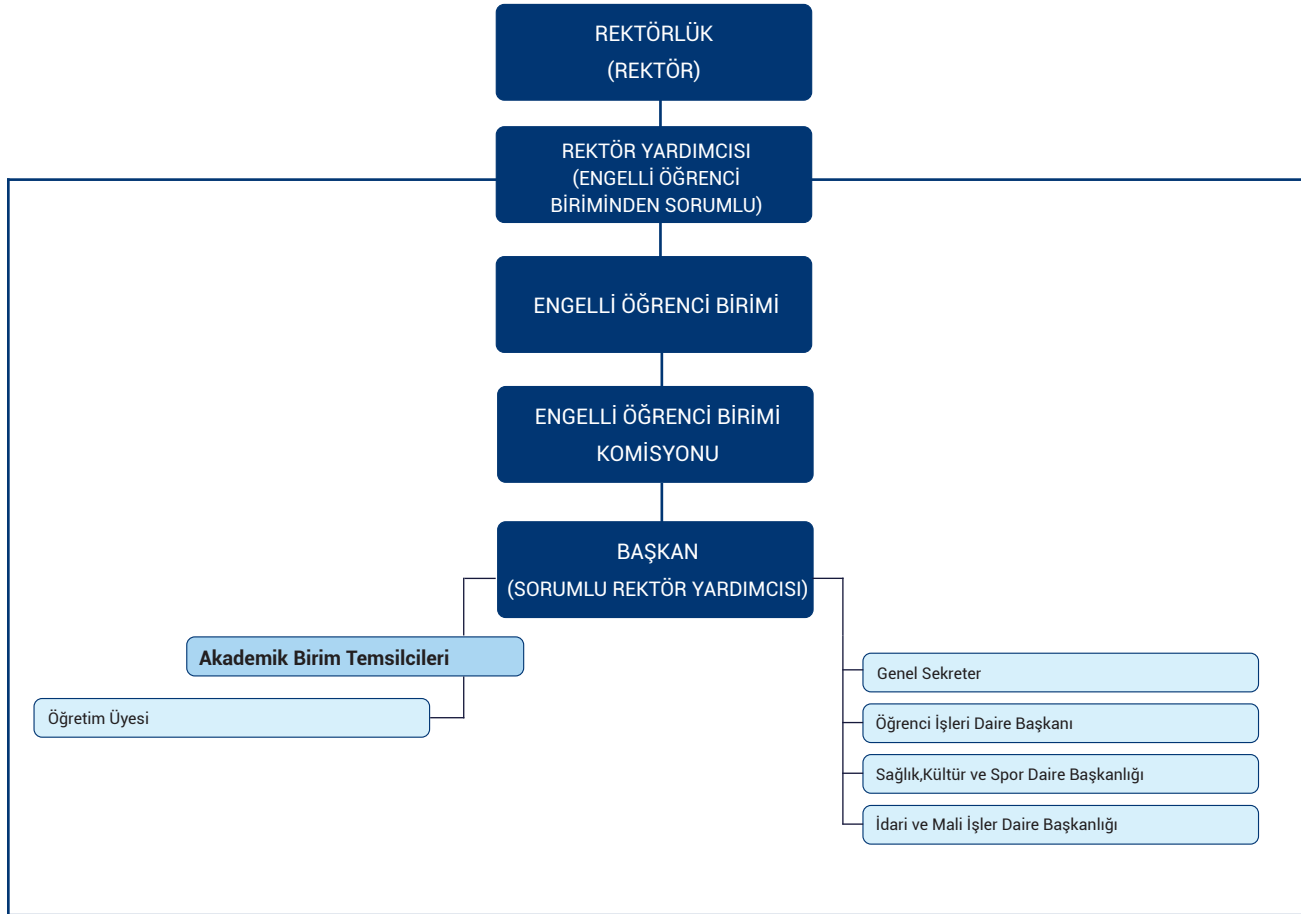 REKTÖRLÜK
(REKTÖR)
REKTÖR YARDIMCISI
(ENGELLİ ÖĞRENCİ
BİRİMİNDEN SORUMLU)
ENGELLİ ÖĞRENCİ BİRİMİ
ENGELLİ ÖĞRENCİ BİRİMİ
KOMİSYONU
BAŞKAN
(SORUMLU REKTÖR YARDIMCISI)
Akademik Birim Temsilcileri
Öğretim Üyesi
Genel Sekreter
Öğrenci İşleri Daire Başkanı
Sağlık,Kültür ve Spor Daire Başkanlığı
İdari ve Mali İşler Daire Başkanlığı